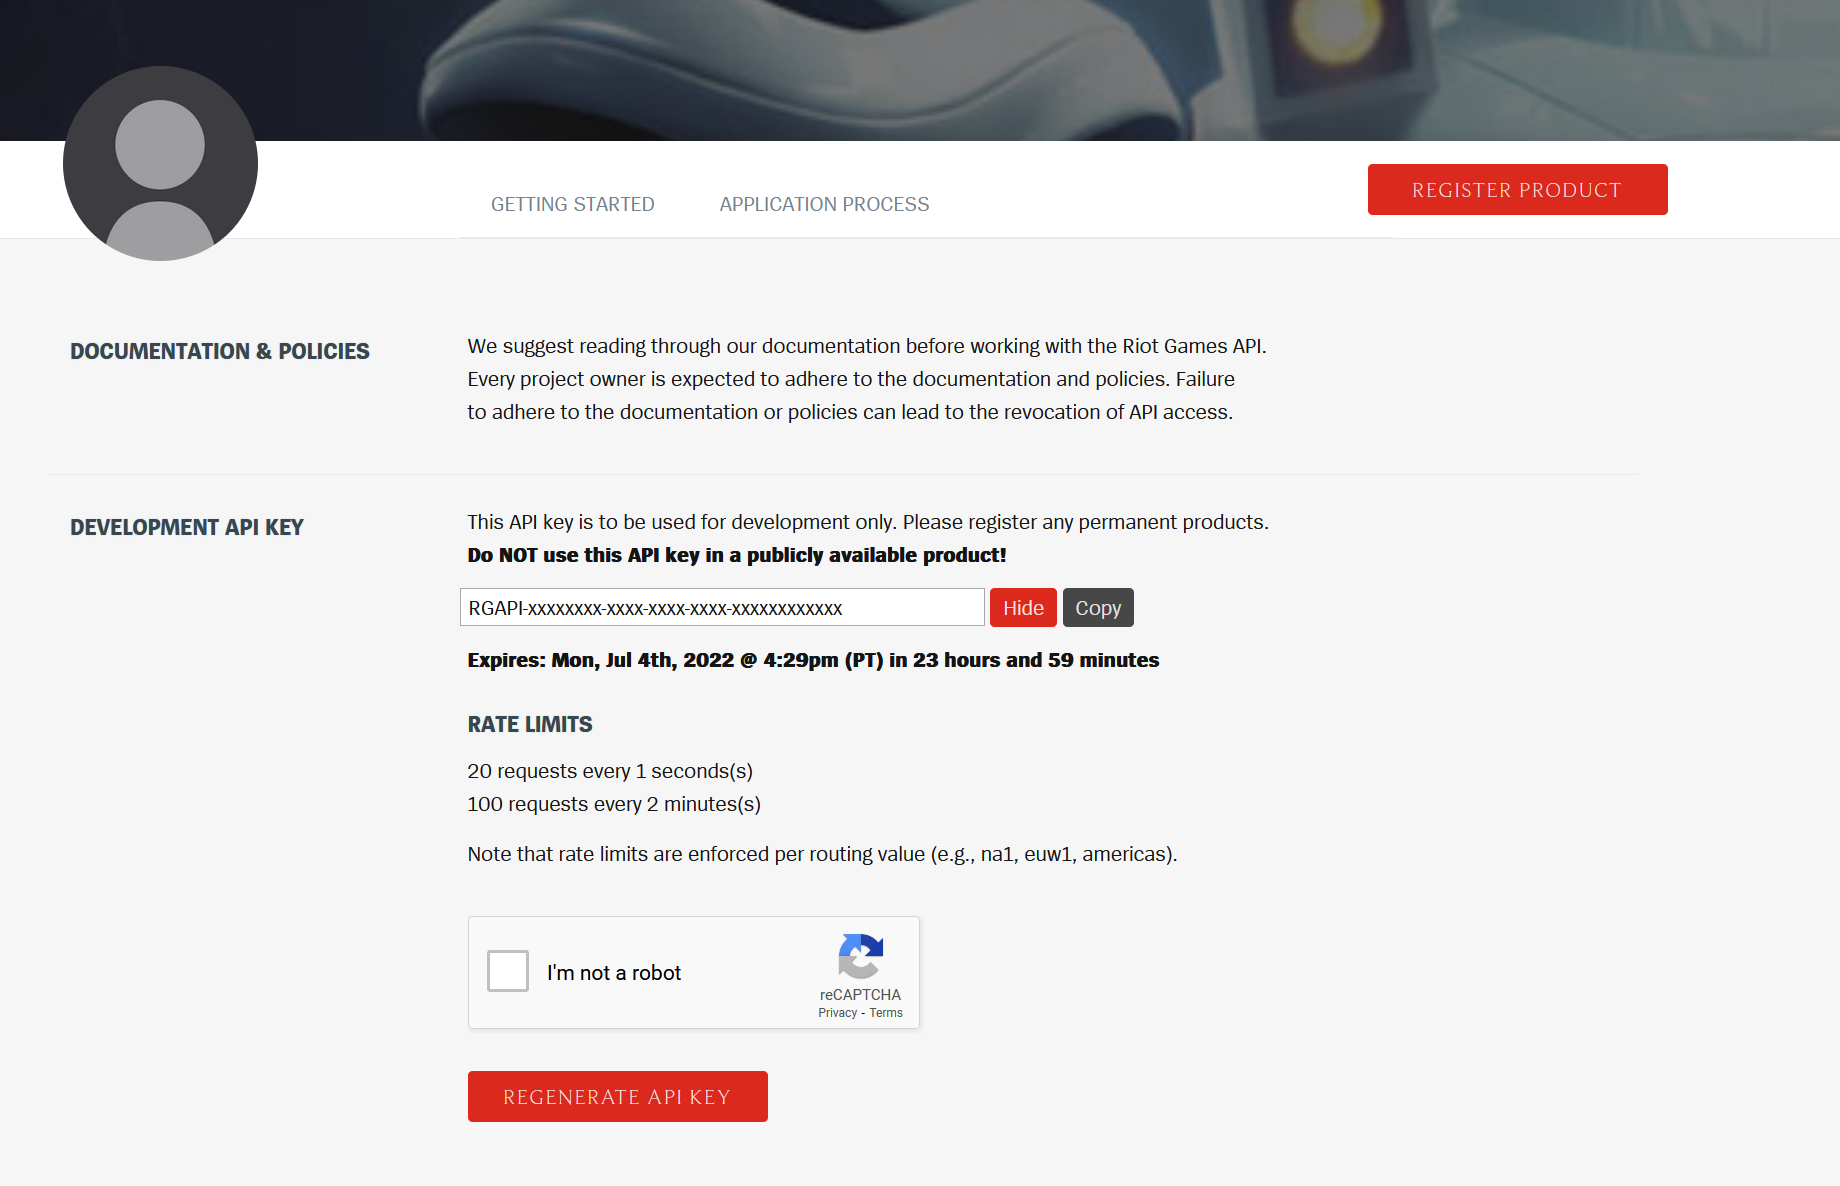 GETTING STARTED
APPLICATION PROCESS
REGISTER PRODUCT
DOCUMENTATION & POLICIES
We suggest reading through our documentation before working with the Riot Games API.
Every project owner is expected to adhere to the documentation and policies. Failure
to adhere to the documentation or policies can lead to the revocation of API access.
DEVELOPMENT API KEY
This API key is to be used for development only. Please register any permanent products.
Do NOT use this API key in a publicly available product!
RGAPI-xxxxxxxx-xxxx-xxxx-xxxx-xxxxxxxxxxxx
Hide
Copy
Expires: Mon, Jul 4th, 2022 @ 4:29pm (PT) in 23 hours and 59 minutes
RATE LIMITS
20 requests every 1 seconds(s)
100 requests every 2 minutes(s)
Note that rate limits are enforced per routing value (e.g., na1, euw1, americas).
I'm not a robot
reCAPTCHA
Privacy - Terms
REGENERATE API KEY